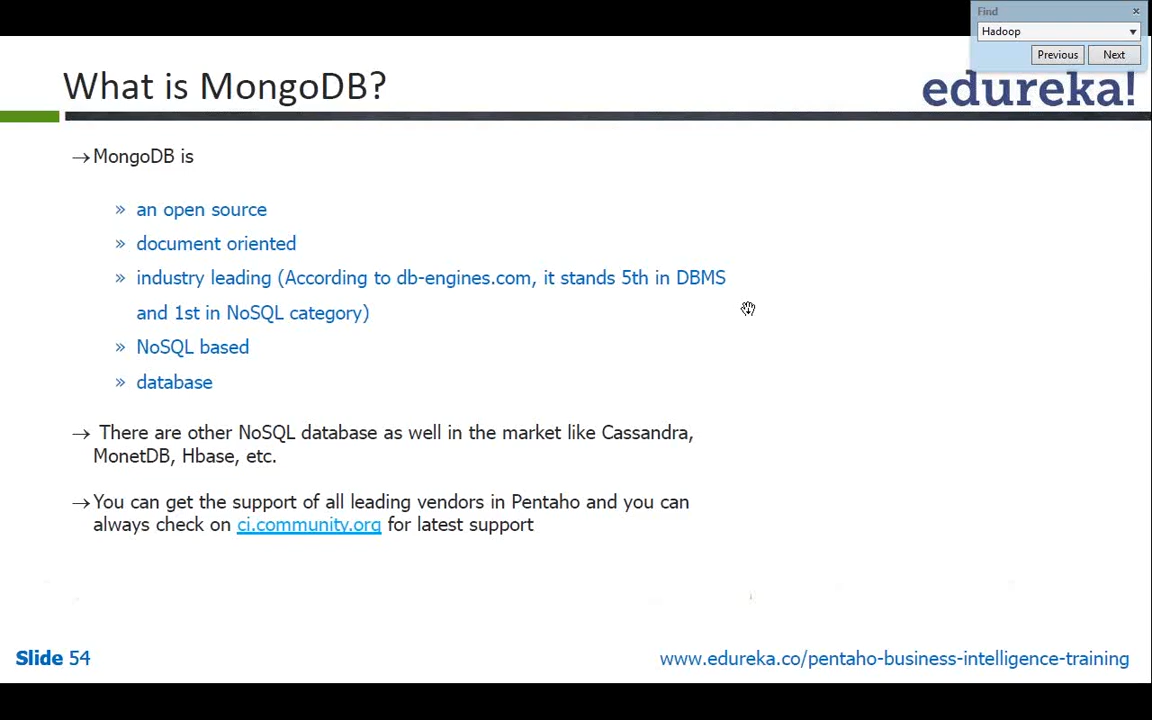 Find
Hadoop
Previous Next
What is MongoDB?
edureka!
→MongoDB is
» an open source
» document oriented
» industry leading (According to db-engines.com, it stands 5th in DBMS
and 1st in NoSQL category)
» NoSQL based
» database
→ There are other NoSQL database as well in the market like Cassandra,
MonetDB, Hbase, etc.
→You can get the support of all leading vendors in Pentaho and you can
always check on ci.community.org for latest support
Slide 54
www.edureka.co/pentaho-business-intelligence-training